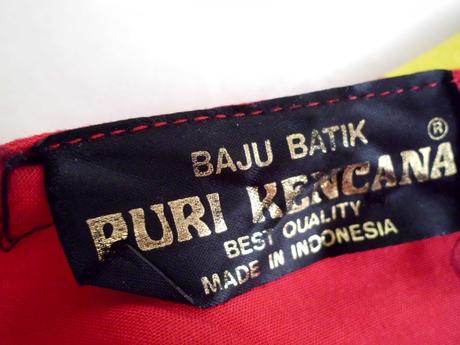 BAJU BATIK
PURI KENCANA ®
BEST QUALITY
MADE IN INDONESIA